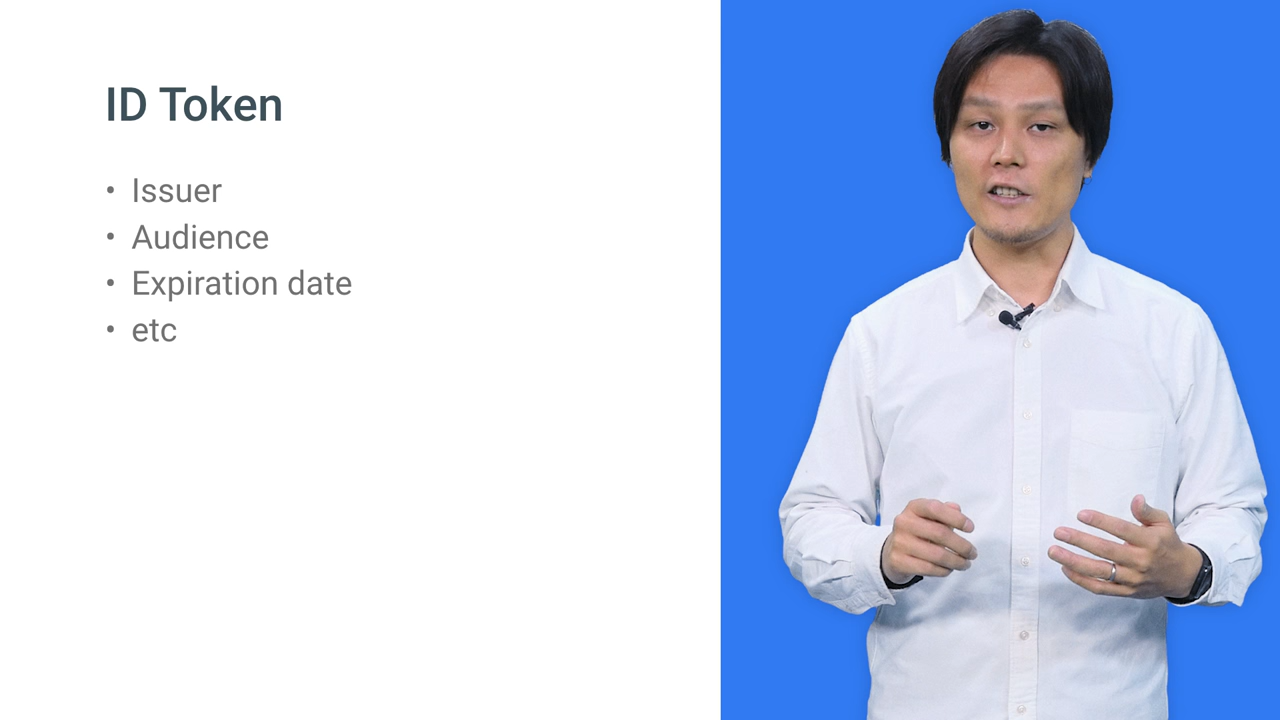 ID Token
• Issuer
• Audience
• Expiration date
• etc